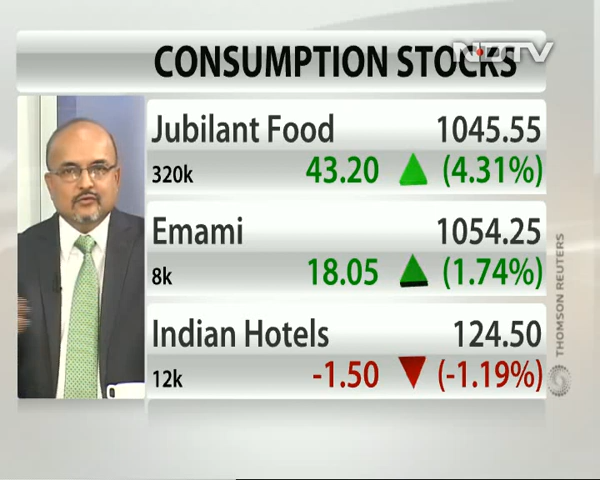 NDTV
CONSUMPTION STOCKS
Jubilant Food 1045.55
320k 43.20 (4.31%)
Emami 1054.25
8k 18.05 (1.74%)
Indian Hotels 124.50
12k -1.50 (-1.19%)
THOMSON REUTERS